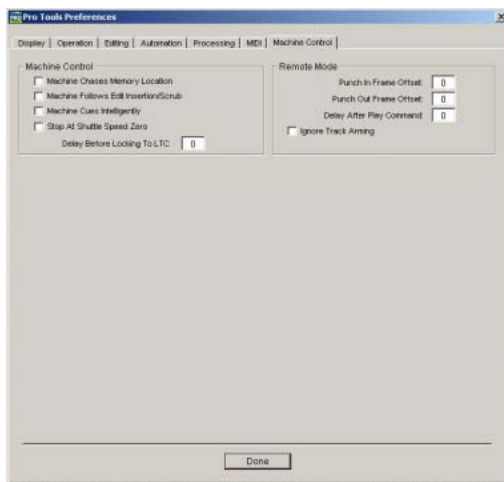 Pro Tools Preferences
Display Operation Editing Automation Processing MIDI Machine Control
Machine Control
Machine Chases Memory Location
Machine Follows Edit Insertion/Scrub
Machine Cues Intelligently
Stop At Shuttle Speed Zero
Delay Before Locking To LTC: 0
Remote Mode
Punch In Frame Offset: 0
Punch Out Frame Offset: 0
Delay After Play Command: 0
Ignore Track Arming
Done